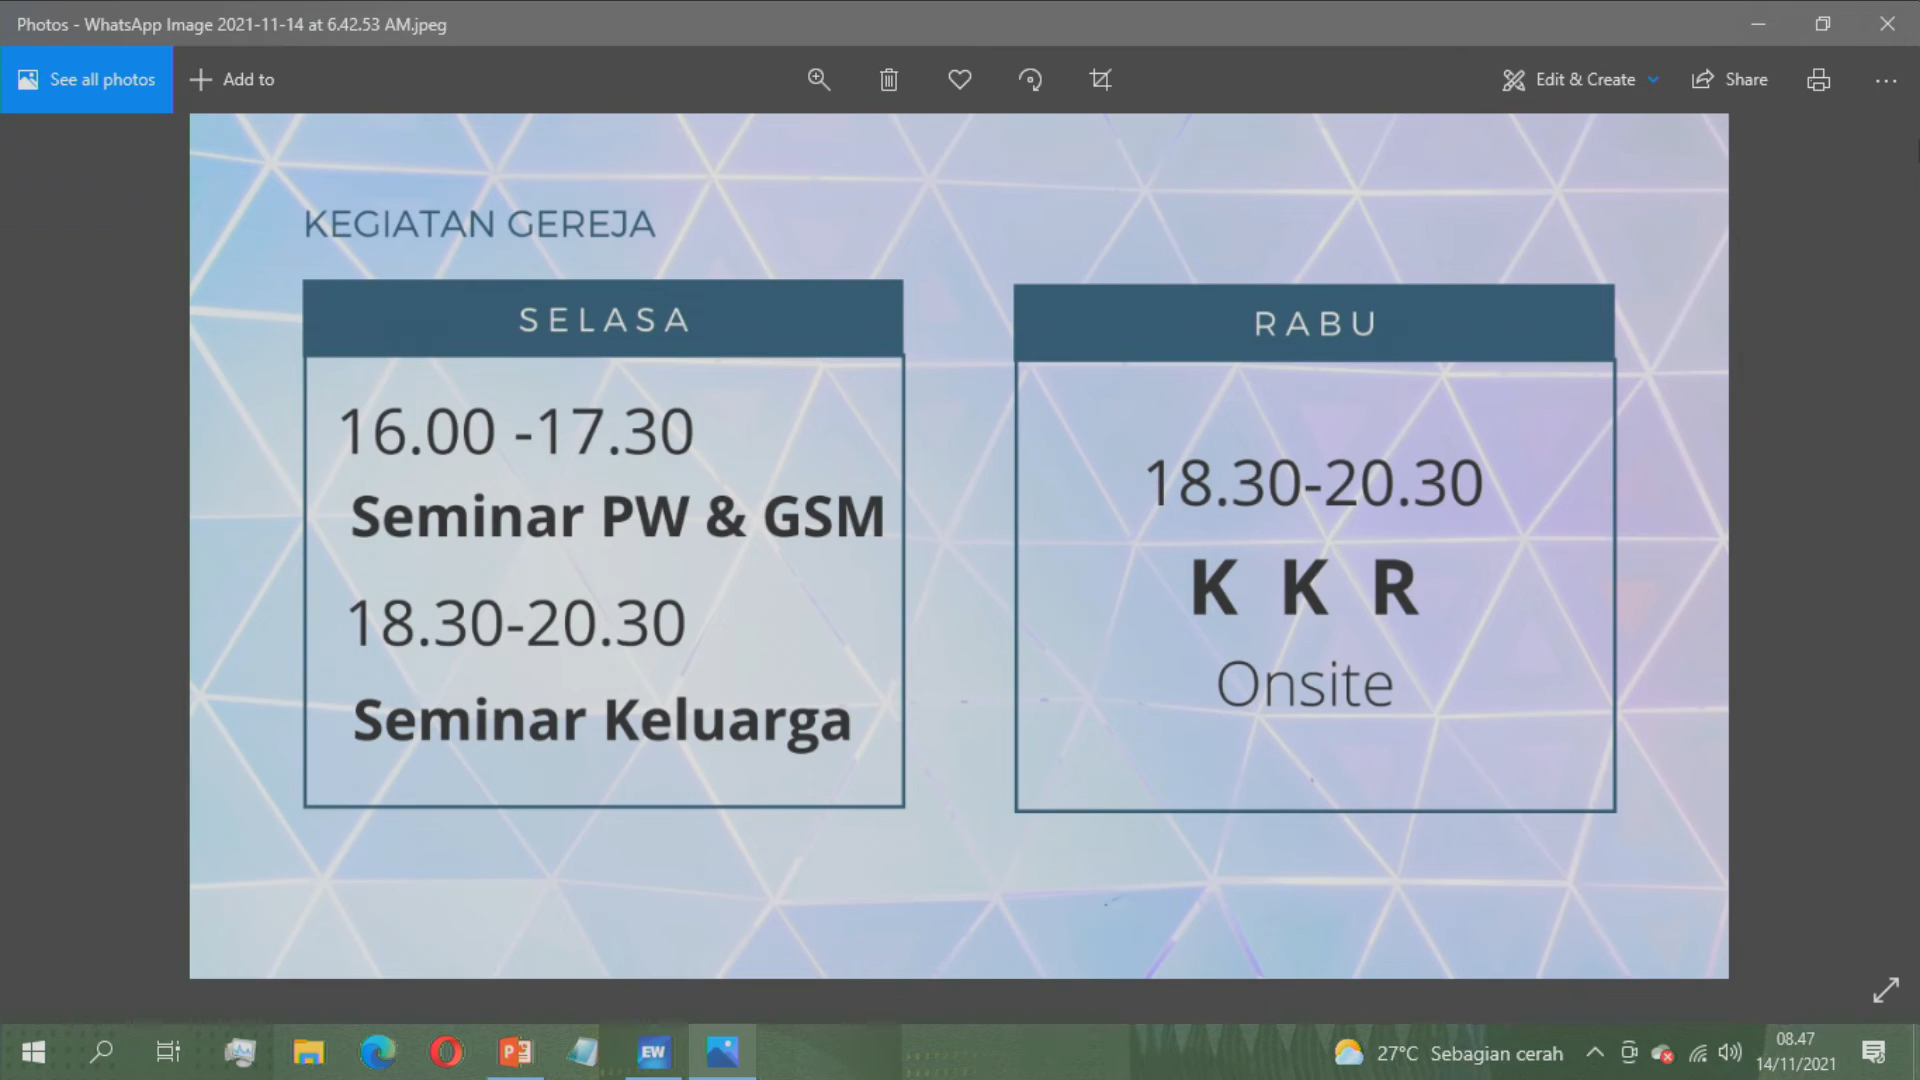 Photos - WhatsApp Image 2021-11-14 at 6.42.53 AM.jpeg
See all photos
Add to
Edit & Create
Share
KEGIATAN GEREJA
SELASA
16.00 -17.30
Seminar PW & GSM
18.30-20.30
Seminar Keluarga
RABU
18.30-20.30
K K R
Onsite
EW
27°C Sebagian cerah
08.47
14/11/2021